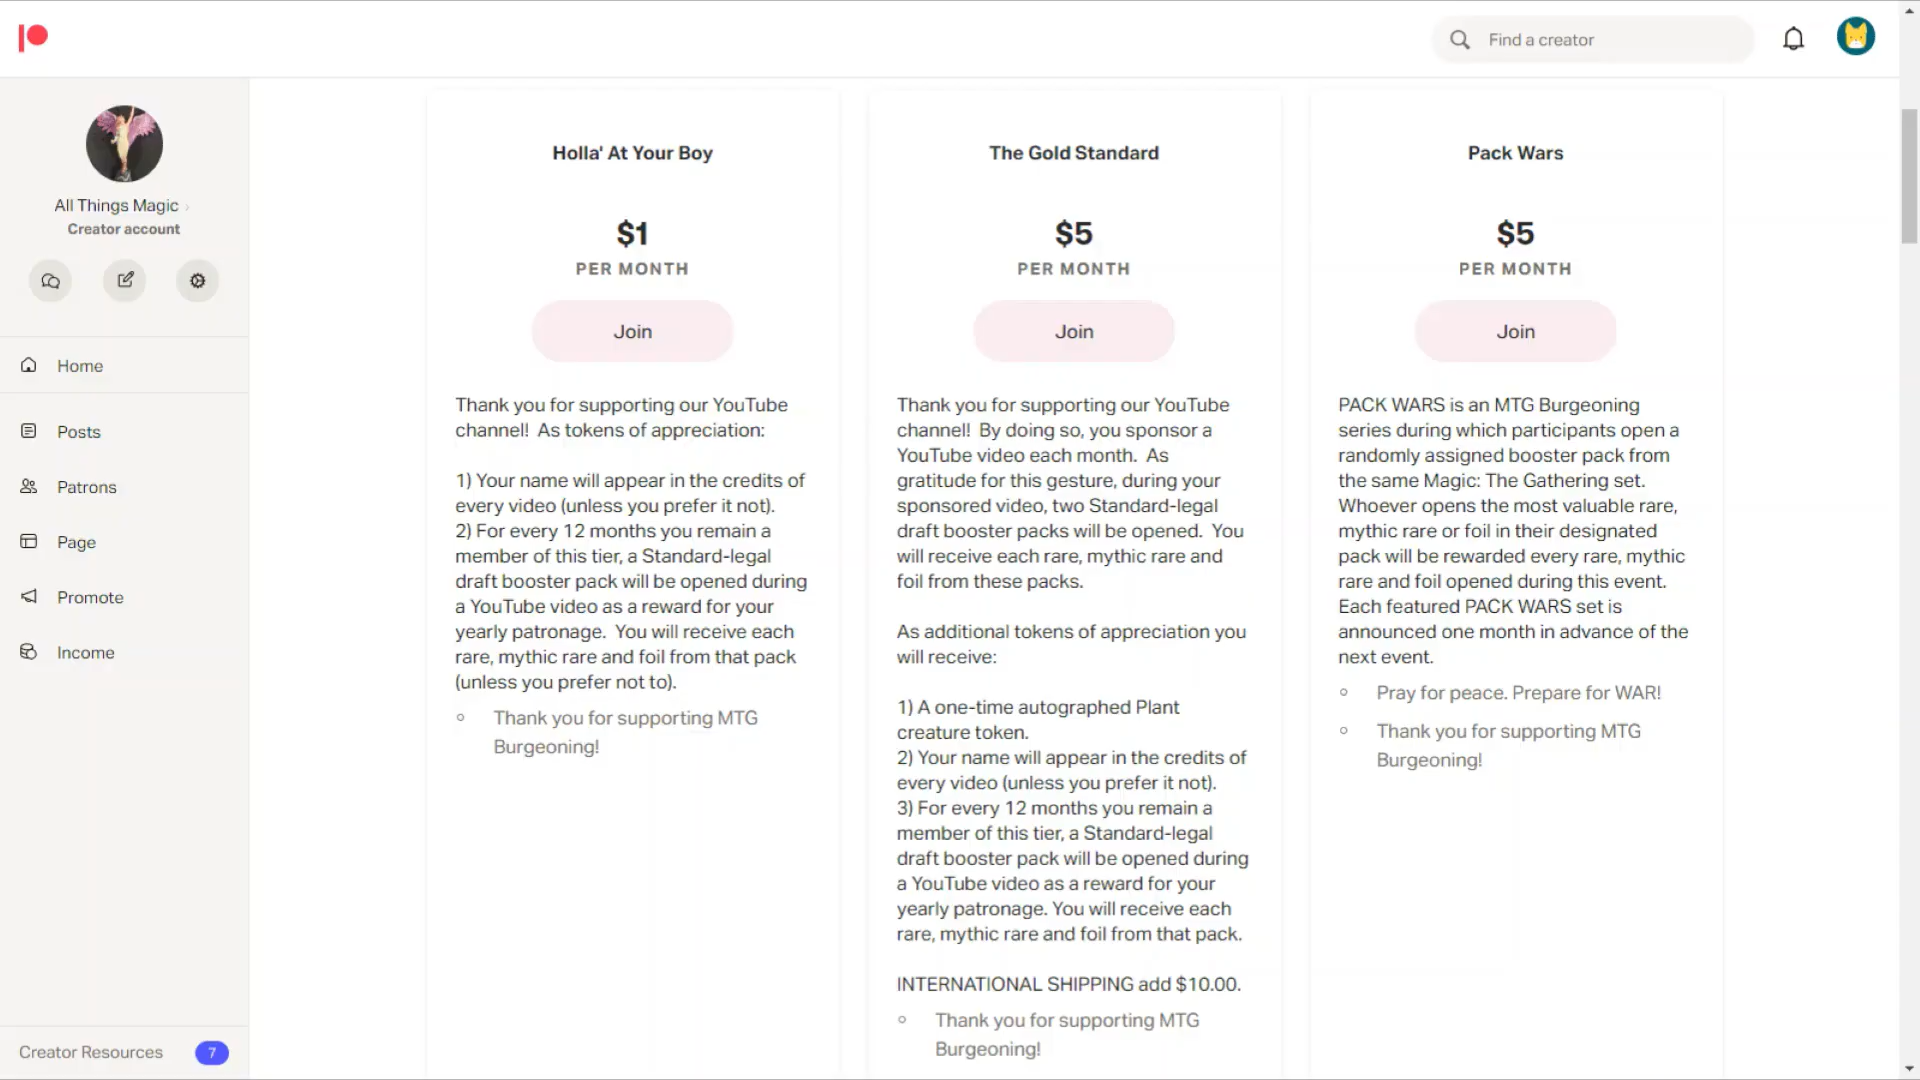 Find a creator
All Things Magic
Creator account
Home
Posts
Patrons
Page
Promote
Income
Creator Resources
7
Holla' At Your Boy
$1
PER MONTH
Join
Thank you for supporting our YouTube
channel!  As tokens of appreciation:
1) Your name will appear in the credits of
every video (unless you prefer it not).
2) For every 12 months you remain a
member of this tier, a Standard-legal
draft booster pack will be opened during
a YouTube video as a reward for your
yearly patronage.  You will receive each
rare, mythic rare and foil from that pack
(unless you prefer not to).
Thank you for supporting MTG
Burgeoning!
The Gold Standard
$5
PER MONTH
Join
Thank you for supporting our YouTube
channel!  By doing so, you sponsor a
YouTube video each month.  As
gratitude for this gesture, during your
sponsored video, two Standard-legal
draft booster packs will be opened.  You
will receive each rare, mythic rare and
foil from these packs.
As additional tokens of appreciation you
will receive:
1) A one-time autographed Plant
creature token.
2) Your name will appear in the credits of
every video (unless you prefer it not).
3) For every 12 months you remain a
member of this tier, a Standard-legal
draft booster pack will be opened during
a YouTube video as a reward for your
yearly patronage. You will receive each
rare, mythic rare and foil from that pack.
INTERNATIONAL SHIPPING add $10.00.
Thank you for supporting MTG
Burgeoning!
Pack Wars
$5
PER MONTH
Join
PACK WARS is an MTG Burgeoning
series during which participants open a
randomly assigned booster pack from
the same Magic: The Gathering set.
Whoever opens the most valuable rare,
mythic rare or foil in their designated
pack will be rewarded every rare, mythic
rare and foil opened during this event.
Each featured PACK WARS set is
announced one month in advance of the
next event.
Pray for peace. Prepare for WAR!
Thank you for supporting MTG
Burgeoning!